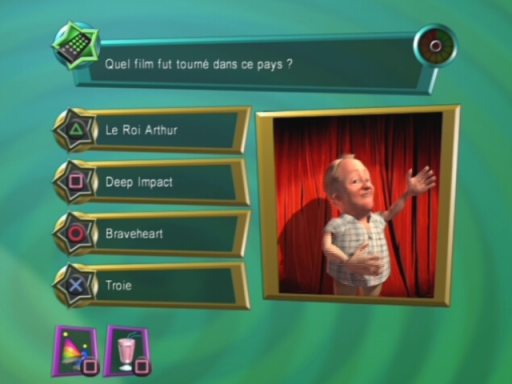 Quel film fut tourné dans ce pays ?
Le Roi Arthur
Deep Impact
Braveheart
Troie